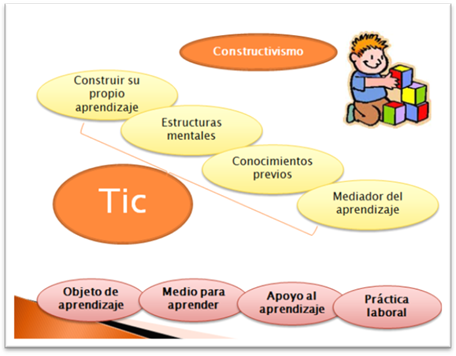 Constructivismo
Construir su
propio
aprendizaje
Estructuras
mentales
Conocimientos
previos
Mediador del
aprendizaje
Tic
Objeto de
aprendizaje
Medio para
aprender
Apoyo al
aprendizaje
Práctica
laboral